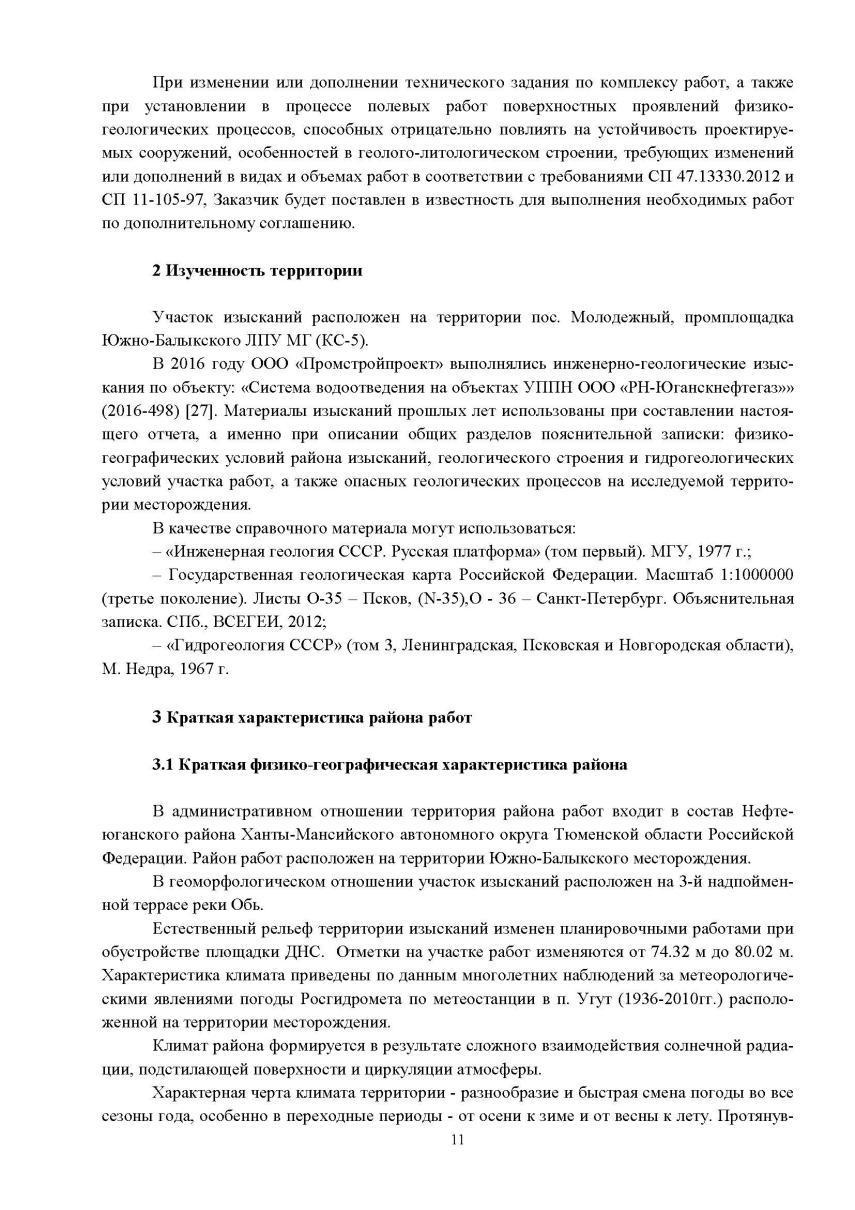 При изменении или дополнении технического задания по комплексу работ, а также
при установлении в процессе полевых работ поверхностных проявлений физико-
геологических процессов, способных отрицательно повлиять на устойчивость проектируе-
мых сооружений, особенностей в геолого-литологическом строении, требующих изменений
или дополнений в видах и объемах работ в соответствии с требованиями СП 47.13330.2012 и
СП 11-105-97, Заказчик будет поставлен в известность для выполнения необходимых работ
по дополнительному соглашению.
2 Изученность территории
Участок изысканий расположен на территории пос. Молодежный, промплощадка
Южно-Балыкского ЛПУ МГ (КС-5).
В 2016 году ООО «Промстройпроект» выполнялись инженерно-геологические изыс-
кания по объекту: «Система водоотведения на объектах УППН ООО «РН-Юганскнефтегаз»»
(2016-498) [27]. Материалы изысканий прошлых лет использованы при составлении настоя-
щего отчета, а именно при описании общих разделов пояснительной записки: физико-
географических условий района изысканий, геологического строения и гидрогеологических
условий участка работ, а также опасных геологических процессов на исследуемой террито-
рии месторождения.
В качестве справочного материала могут использоваться:
– «Инженерная геология СССР. Русская платформа» (том первый). МГУ, 1977 г.;
– Государственная геологическая карта Российской Федерации. Масштаб 1:1000000
(третье поколение). Листы О-35 – Псков, (N-35),О - 36 – Санкт-Петербург. Объяснительная
записка. СПб., ВСЕГЕИ, 2012;
– «Гидрогеология СССР» (том 3, Ленинградская, Псковская и Новгородская области),
М. Недра, 1967 г.
3 Краткая характеристика района работ
3.1 Краткая физико-географическая характеристика района
В административном отношении территория района работ входит в состав Нефте-
юганского района Ханты-Мансийского автономного округа Тюменской области Российской
Федерации. Район работ расположен на территории Южно-Балыкского месторождения.
В геоморфологическом отношении участок изысканий расположен на 3-й надпоймен-
ной террасе реки Обь.
Естественный рельеф территории изысканий изменен планировочными работами при
обустройстве площадки ДНС.  Отметки на участке работ изменяются от 74.32 м до 80.02 м.
Характеристика климата приведены по данным многолетних наблюдений за метеорологиче-
скими явлениями погоды Росгидромета по метеостанции в п. Угут (1936-2010гг.) располо-
женной на территории месторождения.
Климат района формируется в результате сложного взаимодействия солнечной радиа-
ции, подстилающей поверхности и циркуляции атмосферы.
Характерная черта климата территории - разнообразие и быстрая смена погоды во все
сезоны года, особенно в переходные периоды - от осени к зиме и от весны к лету. Протянув-
11